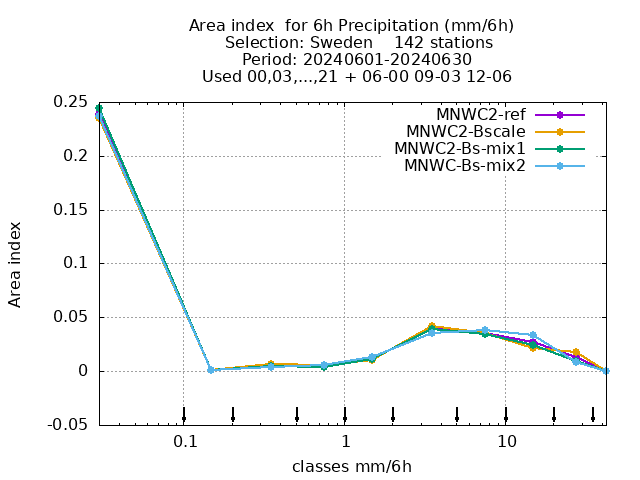 Area index  for 6h Precipitation (mm/6h)
Selection: Sweden    142 stations
Period: 20240601-20240630
Used 00,03,...,21 + 06-00 09-03 12-06
MNWC2-ref
MNWC2-Bscale
MNWC2-Bs-mix1
MNWC-Bs-mix2
0.25
0.2
0.15
0.1
0.05
0
-0.05
Area index
0.1 1 10
classes mm/6h